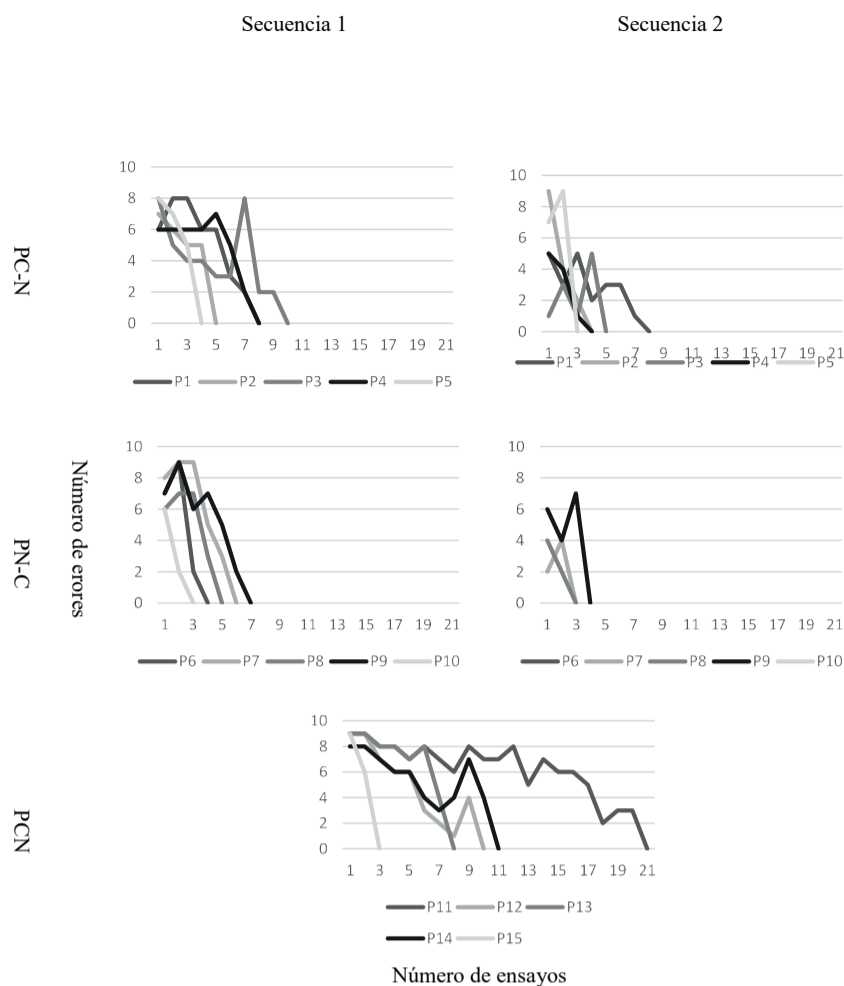 Secuencia 1
Secuencia 2
PC-N
10
8
6
4
2
0
1 3 5 7 9 11 13 15 17 19 21
P1 P2 P3 P4 P5
10
8
6
4
2
0
1 3 5 7 9 11 13 15 17 19 21
P1 P2 P3 P4 P5
Número de erores
PN-C
10
8
6
4
2
0
1 3 5 7 9 11 13 15 17 19 21
P6 P7 P8 P9 P10
10
8
6
4
2
0
1 3 5 7 9 11 13 15 17 19 21
P6 P7 P8 P9 P10
PCN
10
8
6
4
2
0
1 3 5 7 9 11 13 15 17 19 21
P11 P12 P13
P14 P15
Número de ensayos